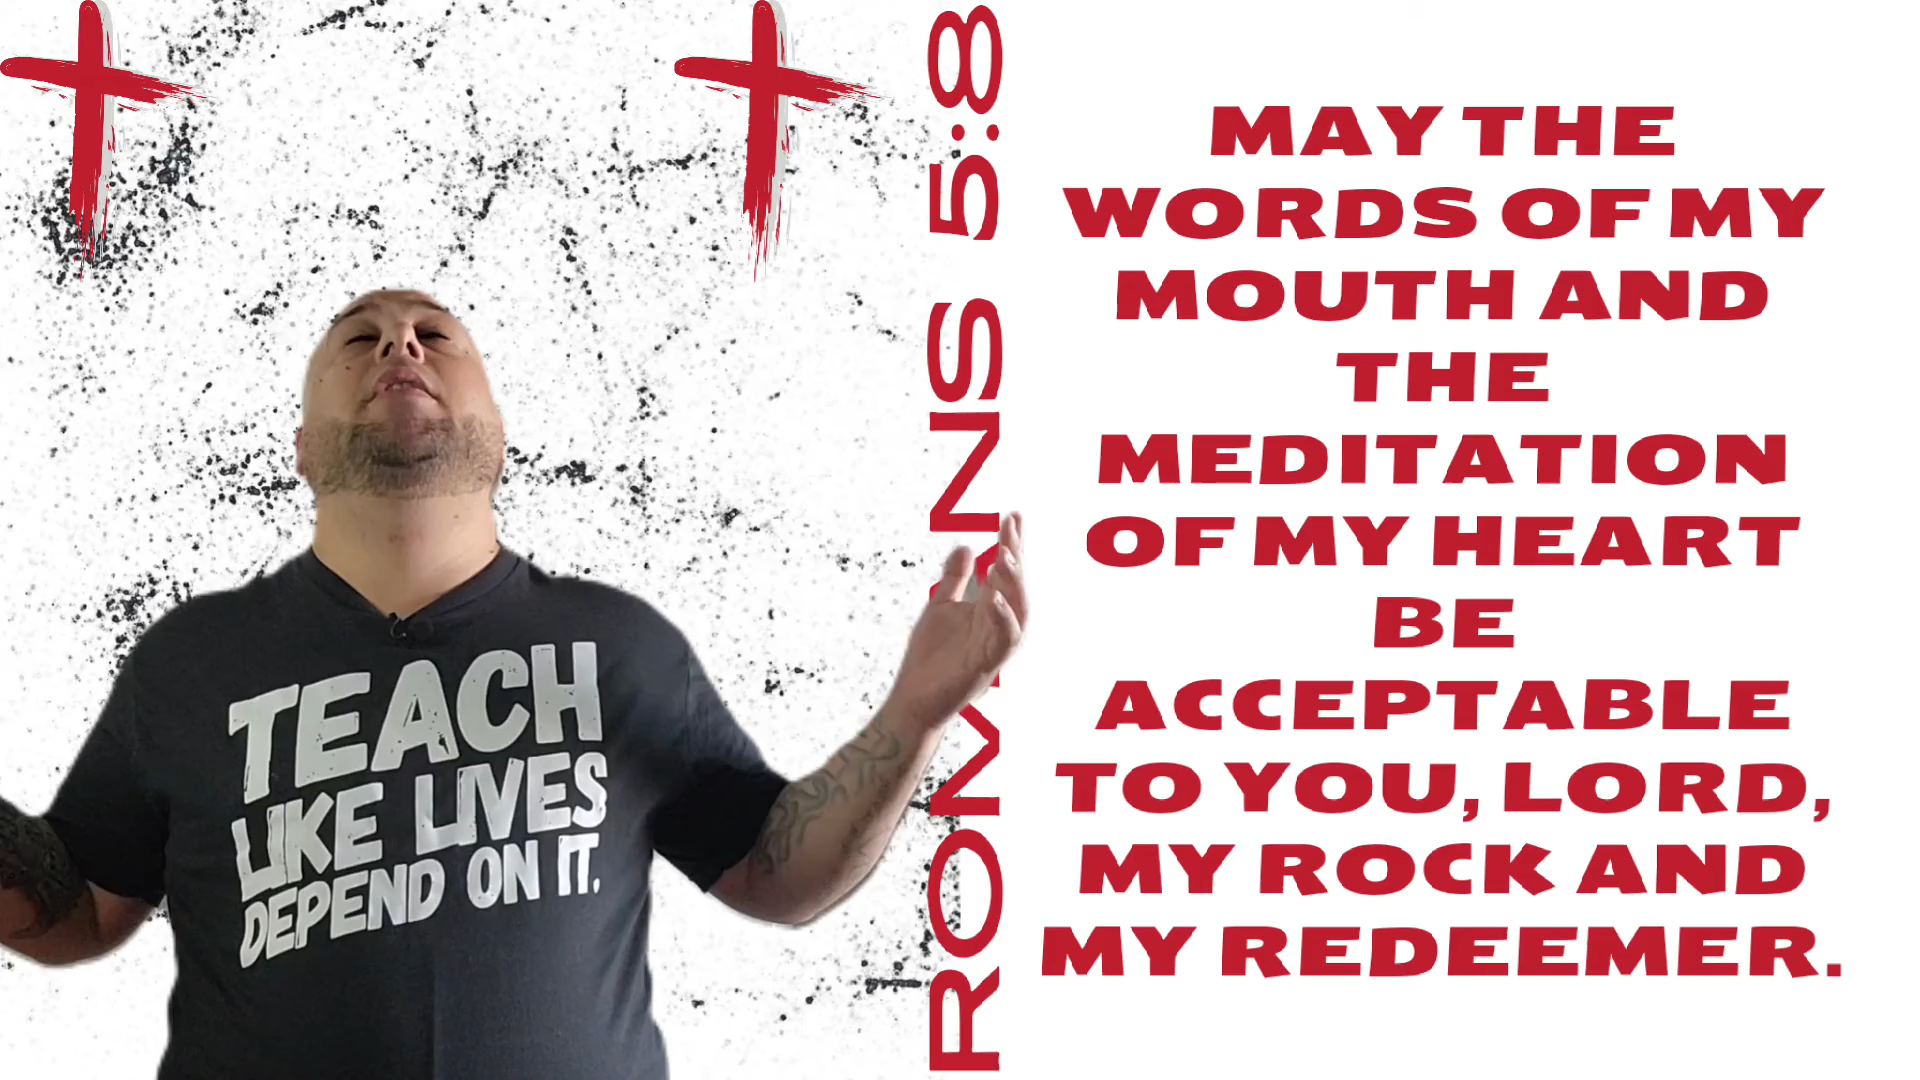 TEACH
LIKE LIVES
DEPEND ON IT.
ROMANS 5:8
MAY THE
WORDS OF MY
MOUTH AND
THE
MEDITATION
OF MY HEART
BE
ACCEPTABLE
TO YOU, LORD,
MY ROCK AND
MY REDEEMER.